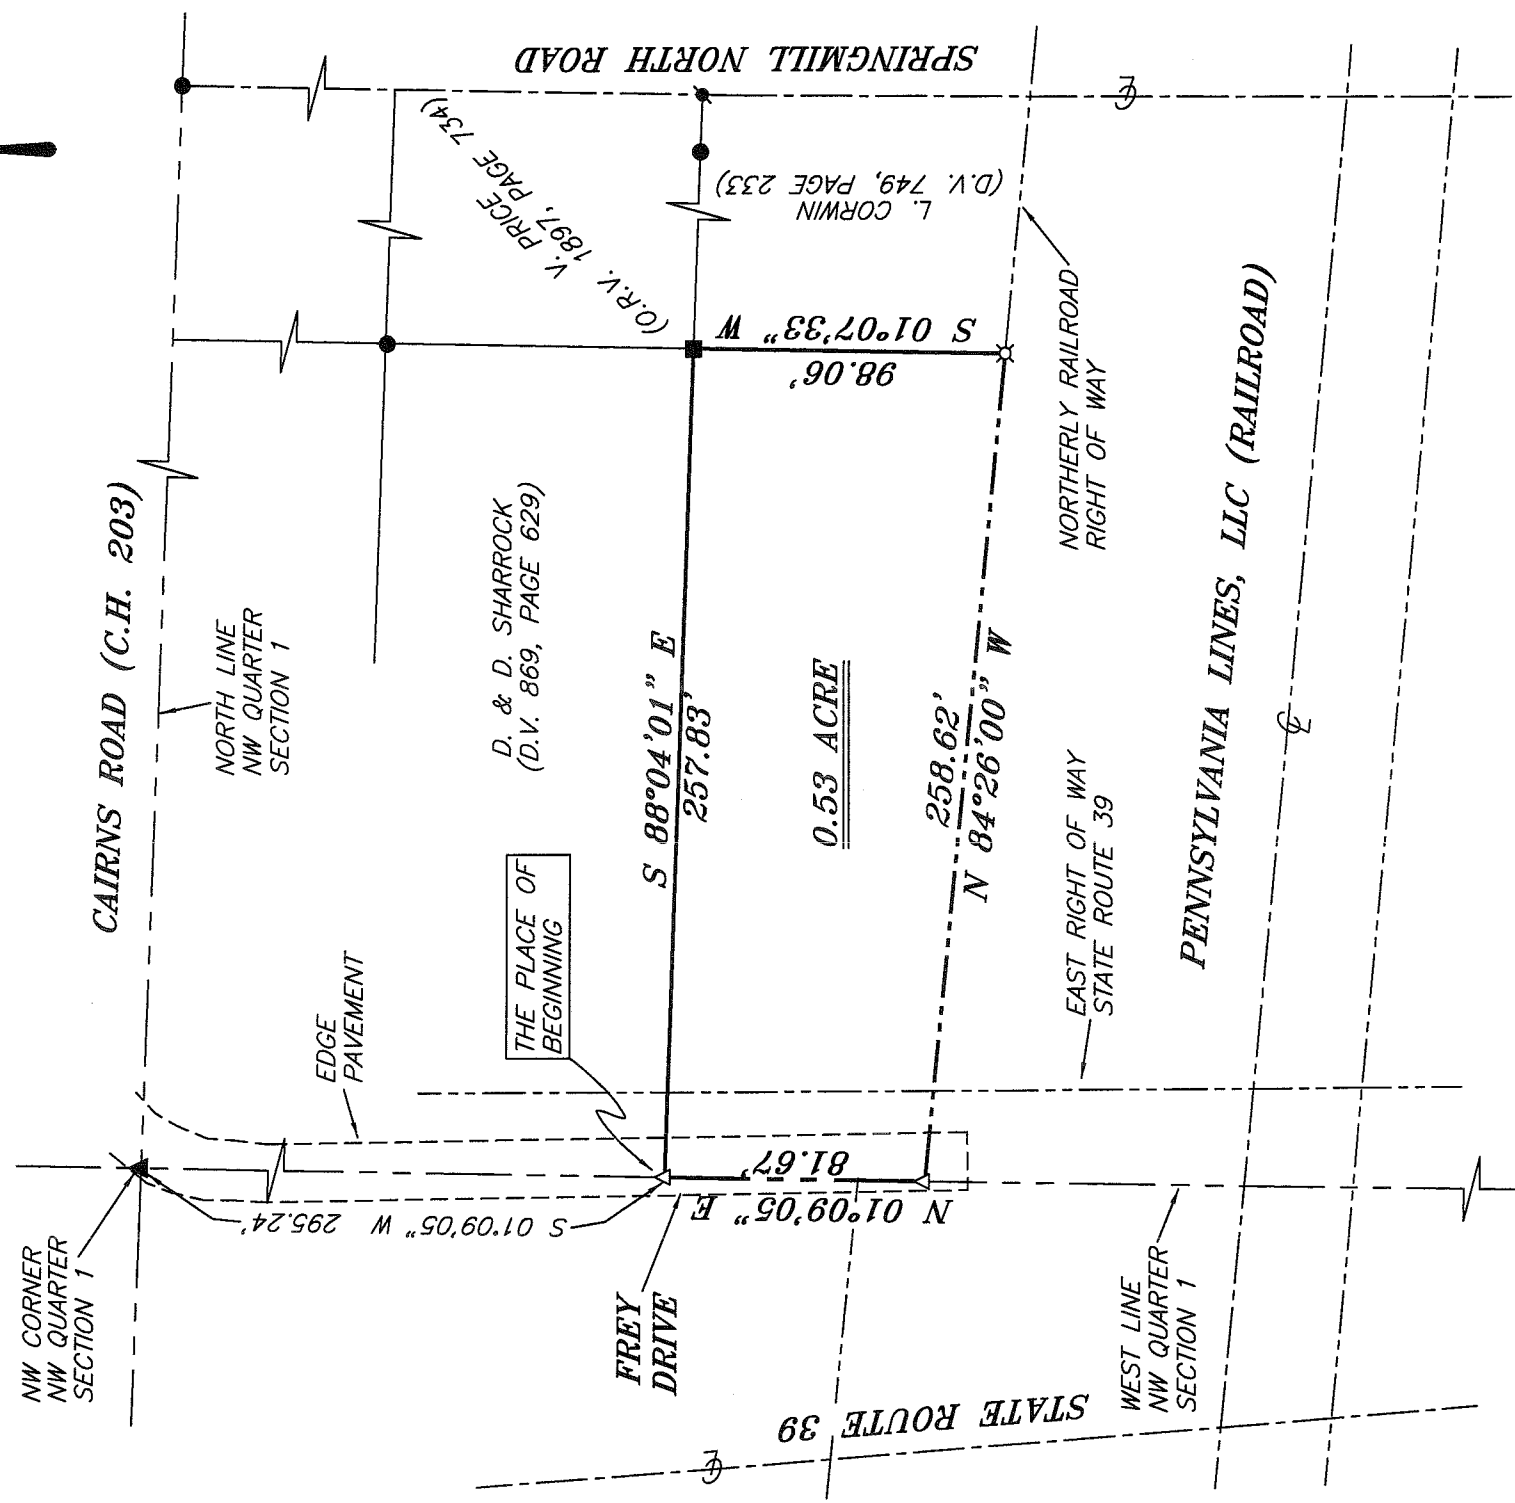 SPRINGMILL NORTH ROAD
CAIRNS ROAD (C.H. 203)
NORTH LINE
NW QUARTER
SECTION 1
V. PRICE
(O.R.V. 1897, PAGE 734)
L. CORWIN
(D.V. 749, PAGE 233)
D. & D. SHARROCK
(D.V. 869, PAGE 629)
S 01°07'33" W
98.06'
NORTHERLY RAILROAD
RIGHT OF WAY
S 88°04'01" E
257.83'
0.53 ACRE
258.62'
N 84°26'00" W
PENNSYLVANIA LINES, LLC (RAILROAD)
EAST RIGHT OF WAY
STATE ROUTE 39
THE PLACE OF
BEGINNING
EDGE
PAVEMENT
81.67'
N 01°09'05" E
S 01°09'05" W 295.24'
NW CORNER
NW QUARTER
SECTION 1
FREY
DRIVE
WEST LINE
NW QUARTER
SECTION 1
STATE ROUTE 39